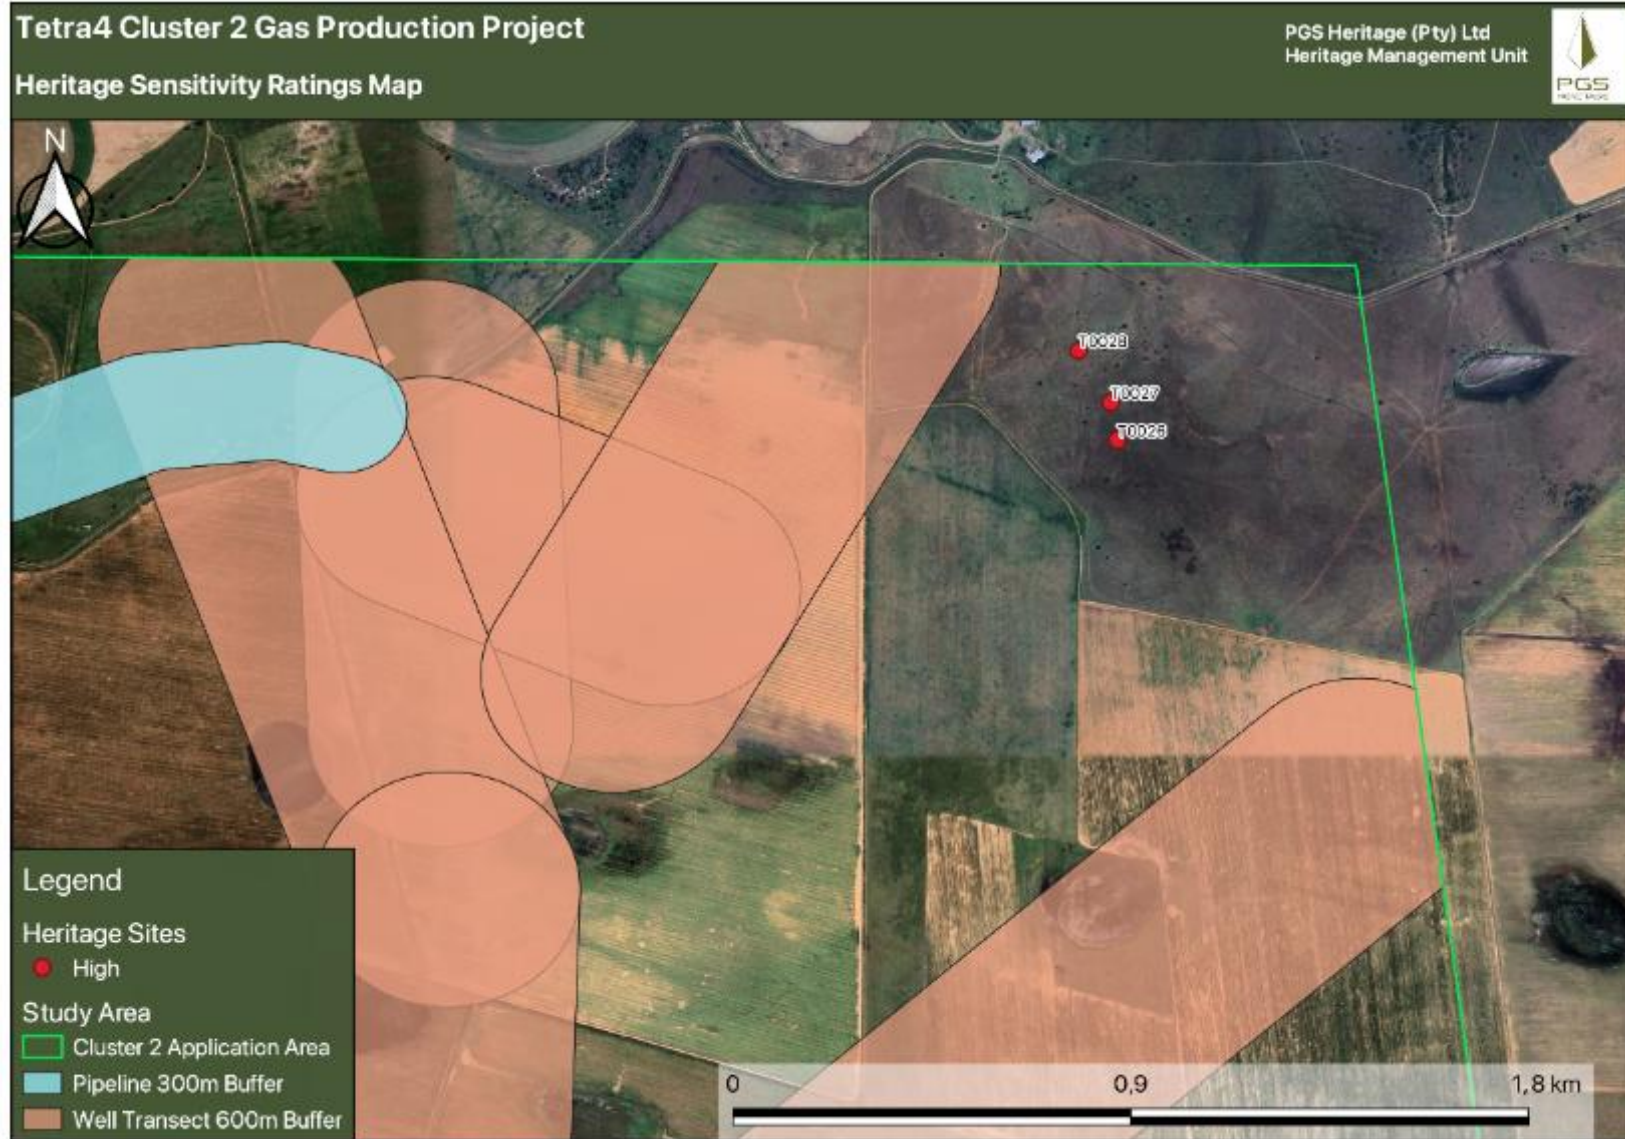 Tetra4 Cluster 2 Gas Production Project
Heritage Sensitivity Ratings Map
PGS Heritage (Pty) Ltd
Heritage Management Unit
PGS
N
T0028
T0027
T0026
Legend
Heritage Sites
High
Study Area
Cluster 2 Application Area
Pipeline 300m Buffer
Well Transect 600m Buffer
0 0,9 1,8 km